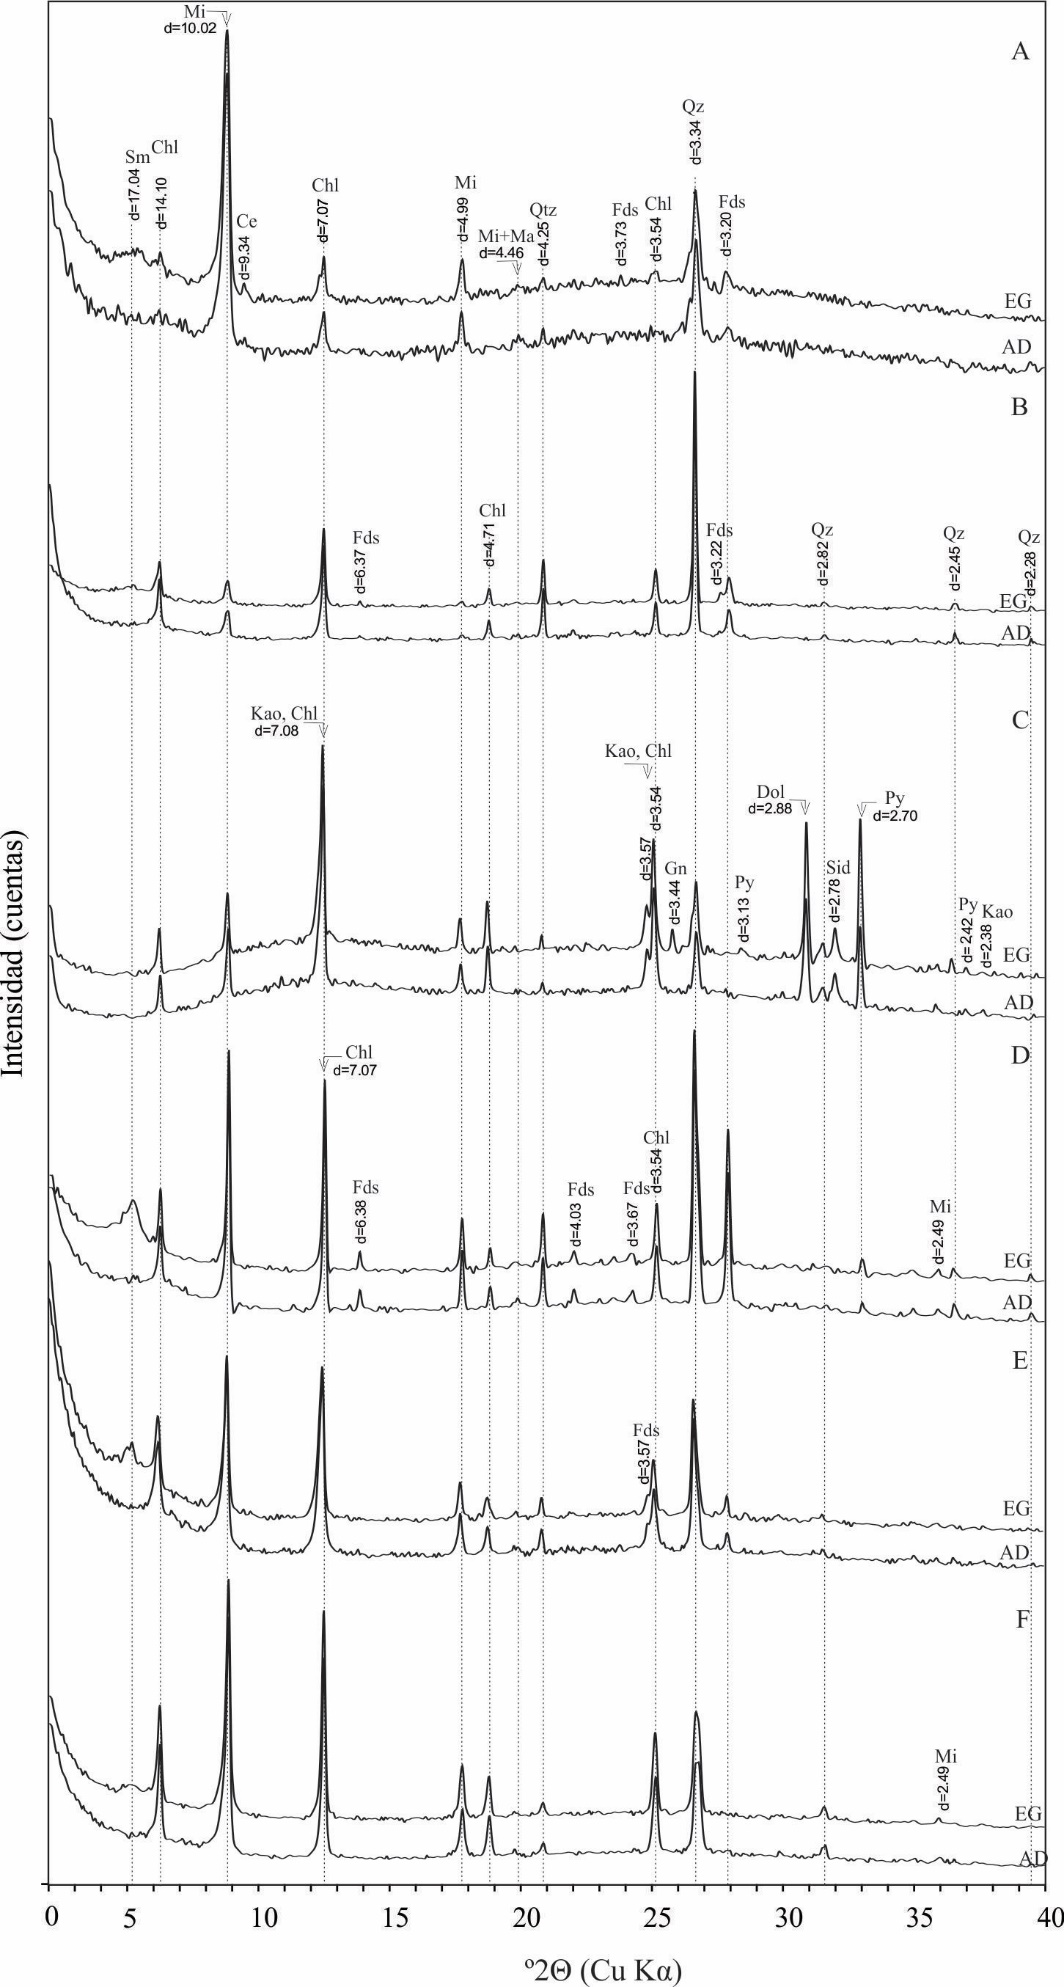 Mi
d=10.02
A
Qz
d=3.34
Sm
Chl
d=17.04
d=14.10
Chl
d=7.07
Mi
d=4.99
Ce
d=9.34
Mi+Ma
d=4.46
Qtz
d=4.25
Fds
d=3.73
Chl
d=3.54
Fds
d=3.20
EG
AD
B
Chl
d=4.71
Fds
d=6.37
Fds
d=3.22
Qz
d=2.82
Qz
d=2.45
Qz
d=2.28
EG
AD
C
Kao, Chl
d=7.08
Kao, Chl
d=3.54
d=3.57
Gn
d=3.44
Py
d=3.13
Dol
d=2.88
Py
d=2.70
Sid
d=2.78
Py
d=2.42
Kao
d=2.38
EG
AD
D
Chl
d=7.07
Fds
d=6.38
Fds
d=4.03
Fds
d=3.67
Chl
d=3.54
Mi
d=2.49
EG
AD
E
Fds
d=3.57
EG
AD
F
Mi
d=2.49
EG
AD
Intensidad (cuentas)
0 5 10 15 20 25 30 35 40
º2Θ (Cu Kα)